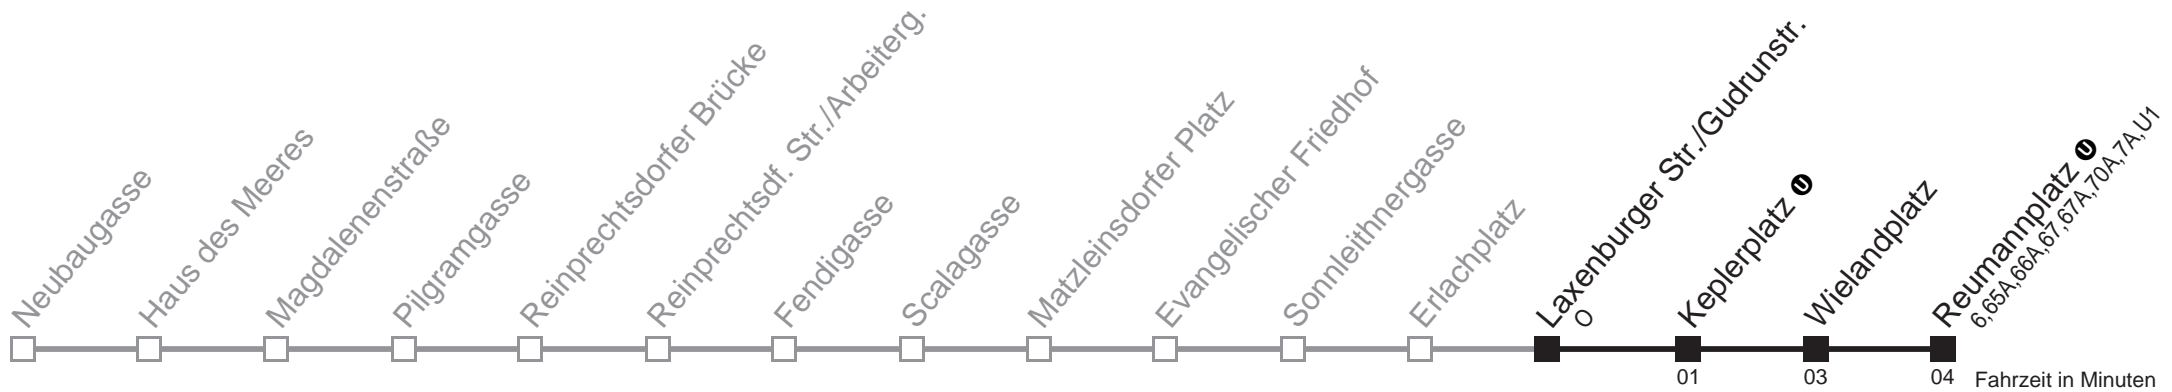 Neubaugasse
Haus des Meeres
Magdalenenstraße
Pilgramgasse
Reinprechtsdorfer Brücke
Reinprechtsdf. Str./Arbeiterg.
Fendigasse
Scalagasse
Matzleinsdorfer Platz
Evangelischer Friedhof
Sonnleithnergasse
Erlachplatz
Laxenburger Str./Gudrunstr.
O
Keplerplatz U
Wielandplatz
Reumannplatz U
6,65A,66A,67,67A,70A,7A,U1
01
03
04
Fahrzeit in Minuten